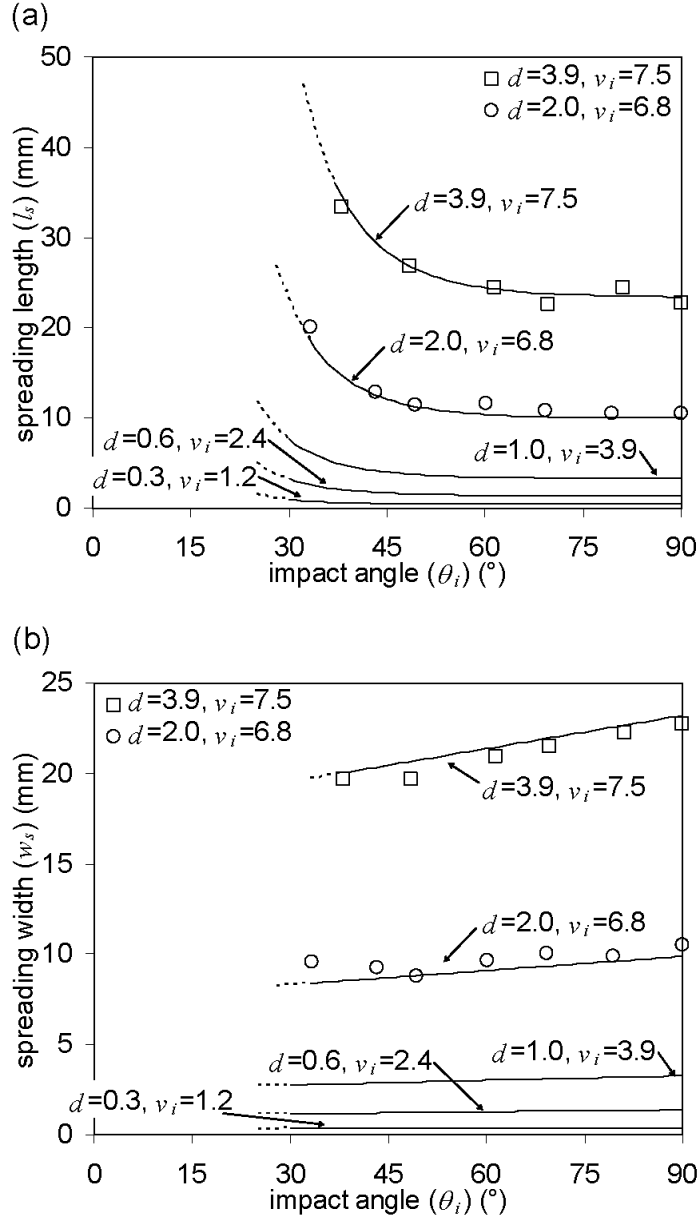 (a)
50
40
30
20
10
0
spreading length (lₛ) (mm)
d=3.9, vᵢ=7.5
d=2.0, vᵢ=6.8
d=3.9, vᵢ=7.5
d=2.0, vᵢ=6.8
d=0.6, vᵢ=2.4
d=1.0, vᵢ=3.9
d=0.3, vᵢ=1.2
0 15 30 45 60 75 90
impact angle (θᵢ) (°)
(b)
25
20
15
10
5
0
spreading width (wₛ) (mm)
d=3.9, vᵢ=7.5
d=2.0, vᵢ=6.8
d=3.9, vᵢ=7.5
d=2.0, vᵢ=6.8
d=0.6, vᵢ=2.4
d=1.0, vᵢ=3.9
d=0.3, vᵢ=1.2
0 15 30 45 60 75 90
impact angle (θᵢ) (°)